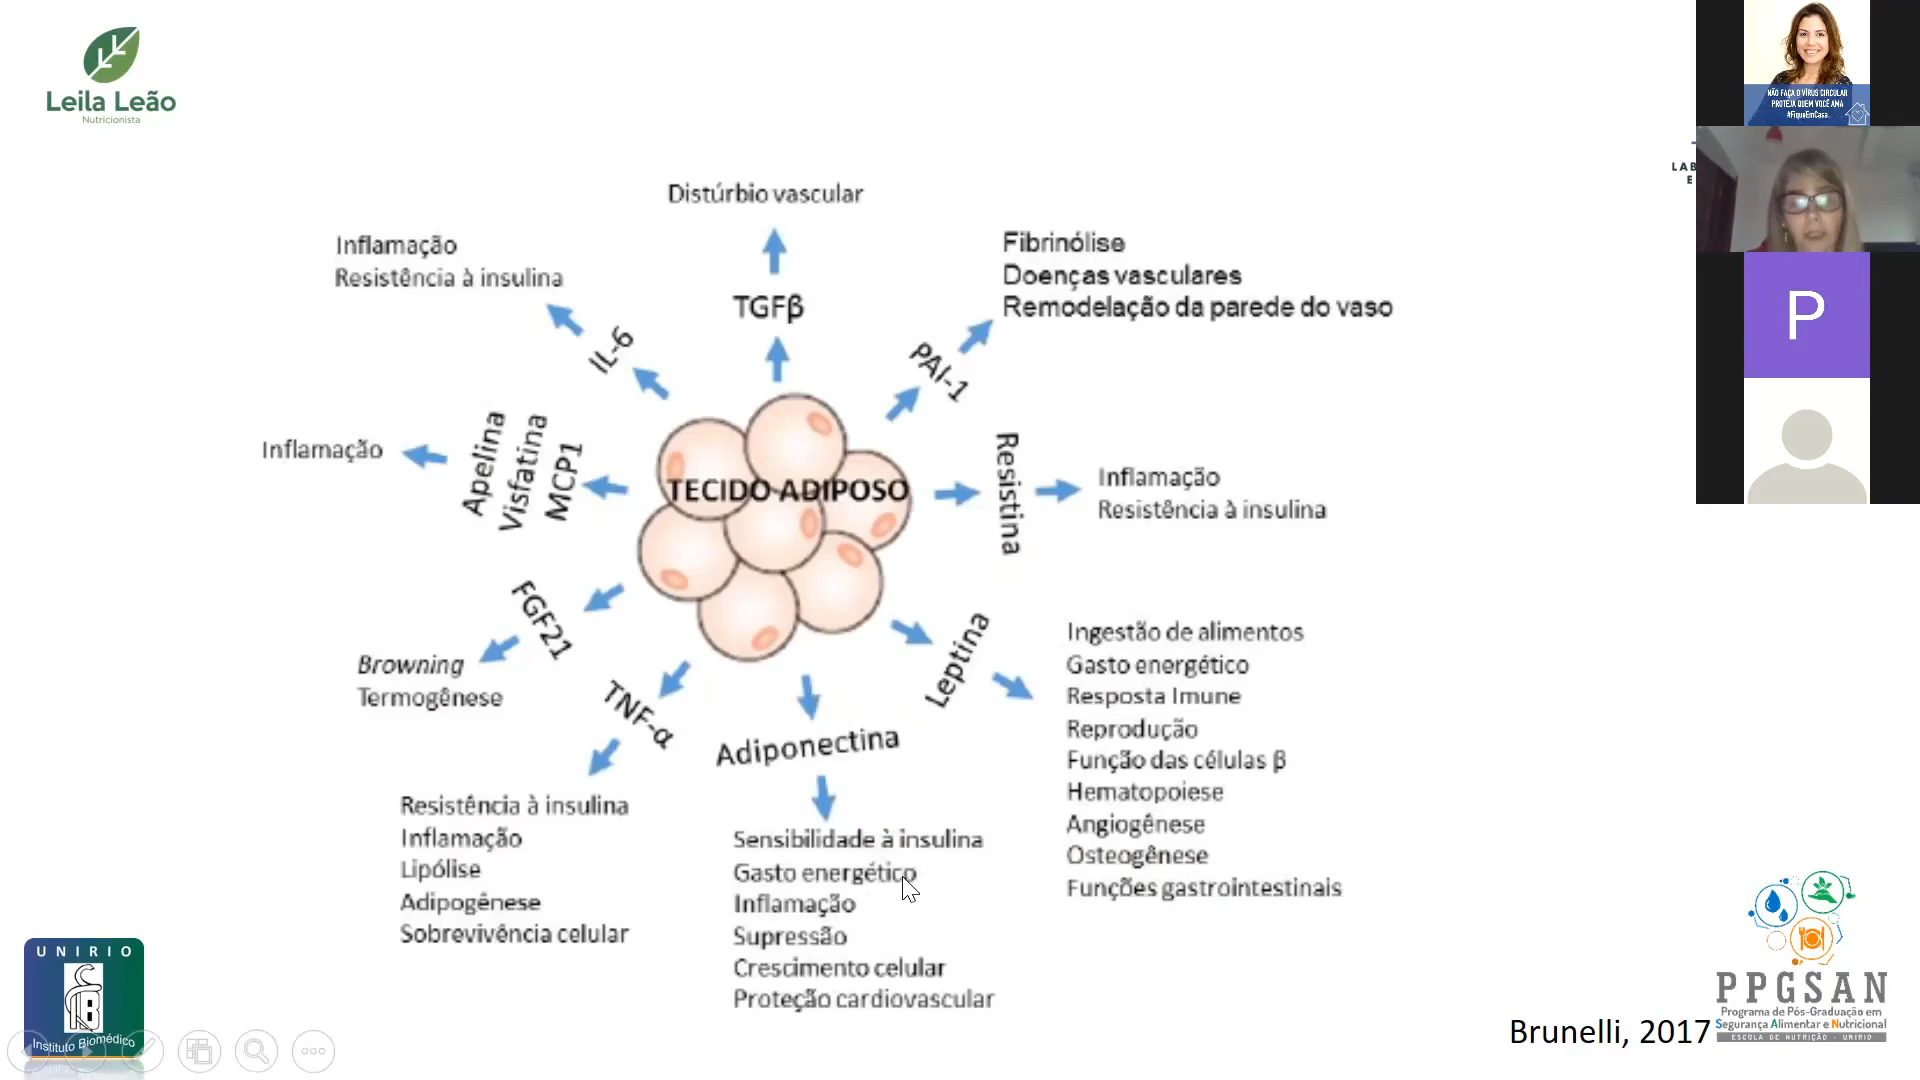 Leila Leão
Nutricionista
NÃO FAÇA O VÍRUS CIRCULAR
PROTEJA QUEM VOCÊ AMA
#FiqueEmCasa
LAB
E
P
Distúrbio vascular
TGFβ
Inflamação
Resistência à insulina
IL-6
Fibrinólise
Doenças vasculares
Remodelação da parede do vaso
PAI-1
Inflamação
Apelina
Visfatina
MCP1
TECIDO ADIPOSO
Resistina
Inflamação
Resistência à insulina
FGF21
Browning
Termogênese
TNF-α
Resistência à insulina
Inflamação
Lipólise
Adipogênese
Sobrevivência celular
Adiponectina
Sensibilidade à insulina
Gasto energético
Inflamação
Supressão
Crescimento celular
Proteção cardiovascular
Leptina
Ingestão de alimentos
Gasto energético
Resposta Imune
Reprodução
Função das células β
Hematopoiese
Angiogênese
Osteogênese
Funções gastrointestinais
UNIRIO
IB
Instituto Biomédico
Brunelli, 2017
PPGSAN
Programa de Pós-Graduação em
Segurança Alimentar e Nutricional
ESCOLA DE NUTRIÇÃO - UNIRIO